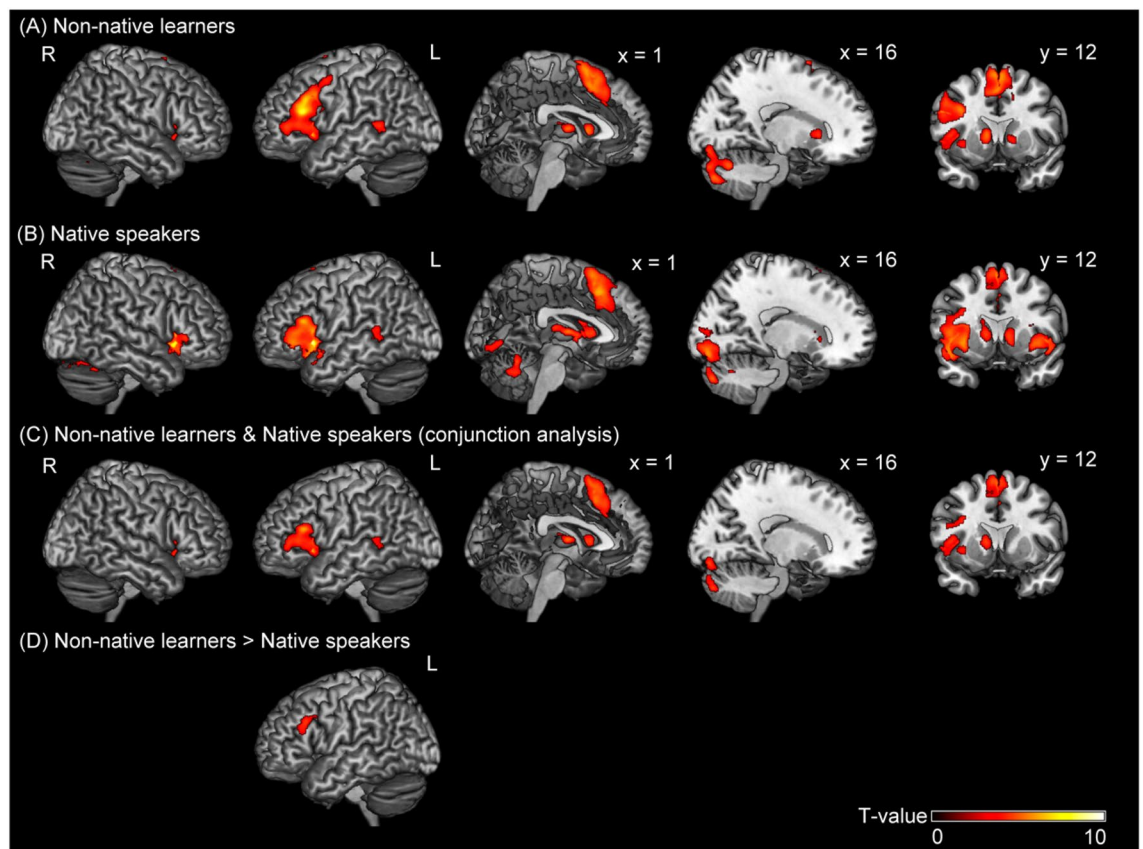 (A) Non-native learners
R L x = 1 x = 16 y = 12
(B) Native speakers
R L x = 1 x = 16 y = 12
(C) Non-native learners & Native speakers (conjunction analysis)
R L x = 1 x = 16 y = 12
(D) Non-native learners > Native speakers
L
T-value
0 10